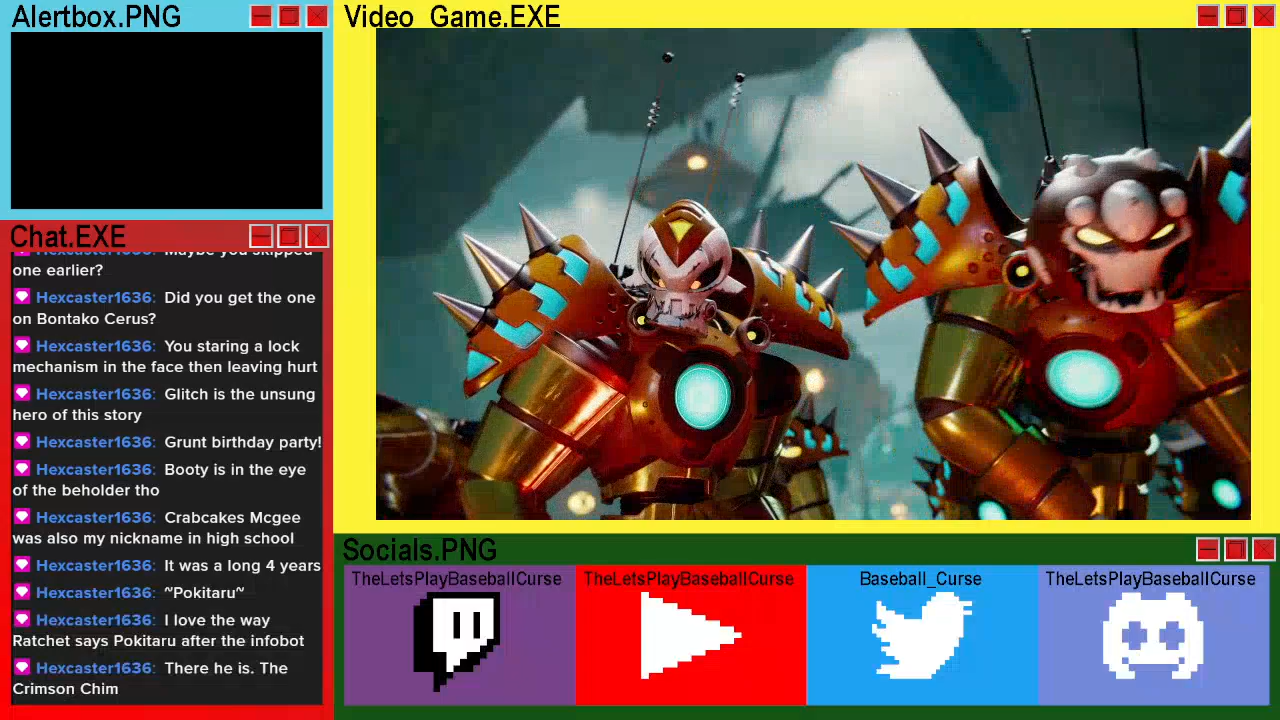 Alertbox.PNG
Video Game.EXE
Chat.EXE
one earlier?
Hexcaster1636: Did you get the one
on Bontako Cerus?
Hexcaster1636: You staring a lock
mechanism in the face then leaving hurt
Hexcaster1636: Glitch is the unsung
hero of this story
Hexcaster1636: Grunt birthday party!
Hexcaster1636: Booty is in the eye
of the beholder tho
Hexcaster1636: Crabcakes Mcgee
was also my nickname in high school
Hexcaster1636: It was a long 4 years
Hexcaster1636: ~Pokitaru~
Hexcaster1636: I love the way
Ratchet says Pokitaru after the infobot
Hexcaster1636: There he is. The
Crimson Chim
Socials.PNG
TheLetsPlayBaseballCurse
TheLetsPlayBaseballCurse
Baseball_Curse
TheLetsPlayBaseballCurse